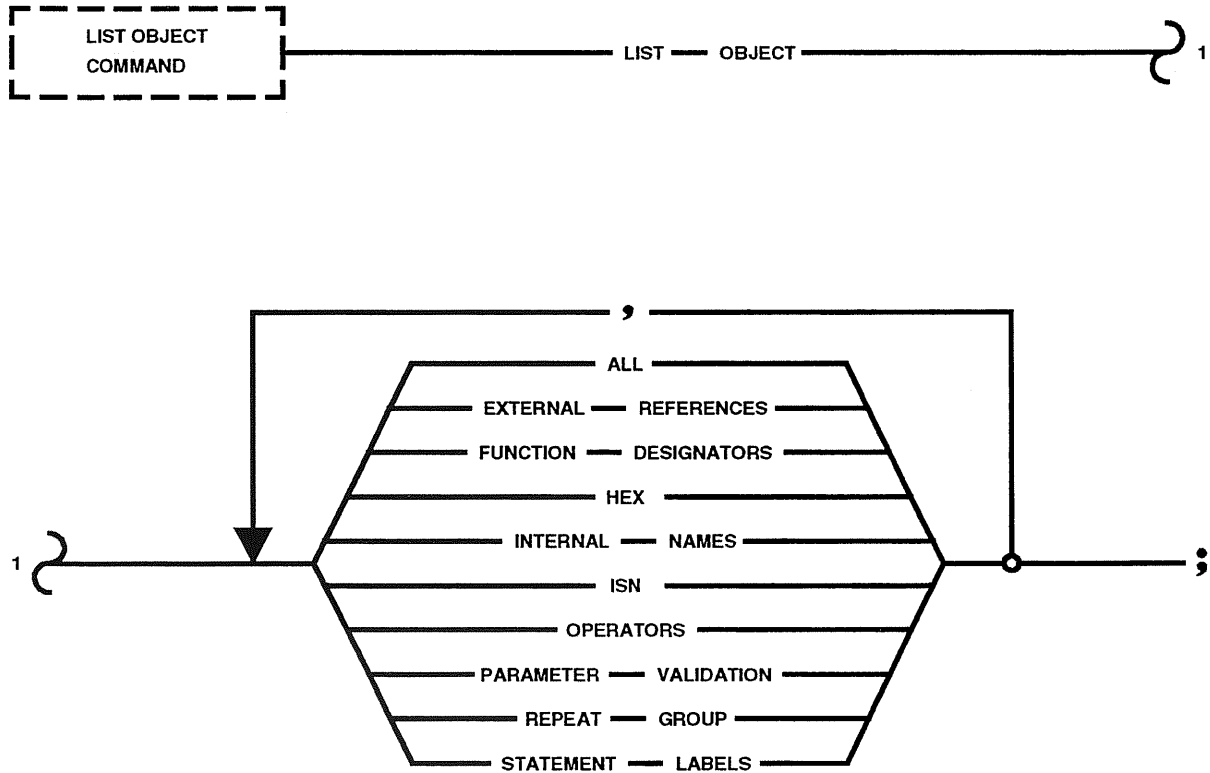 LIST OBJECT
COMMAND
LIST OBJECT
1
,
ALL
EXTERNAL REFERENCES
FUNCTION DESIGNATORS
HEX
INTERNAL NAMES
1
;
ISN
OPERATORS
PARAMETER VALIDATION
REPEAT GROUP
STATEMENT LABELS